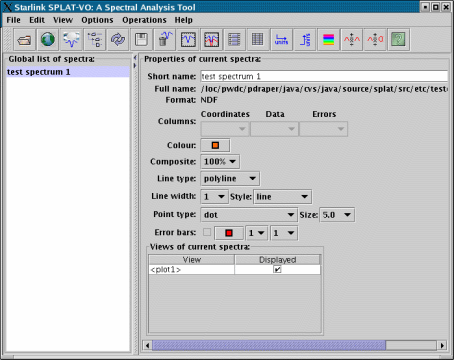 Starlink SPLAT-VO: A Spectral Analysis Tool
File Edit View Options Operations Help
units
Global list of spectra:
test spectrum 1
Properties of current spectra:
Short name: test spectrum 1
Full name: /loc/pwdc/pdraper/java/cvs/java/source/splat/src/etc/test
Format: NDF
Coordinates Data Errors
Columns:
Colour:
Composite: 100%
Line type: polyline
Line width: 1 Style: line
Point type: dot Size: 5.0
Error bars: 1 1
Views of current spectra:
View Displayed
<plot1>